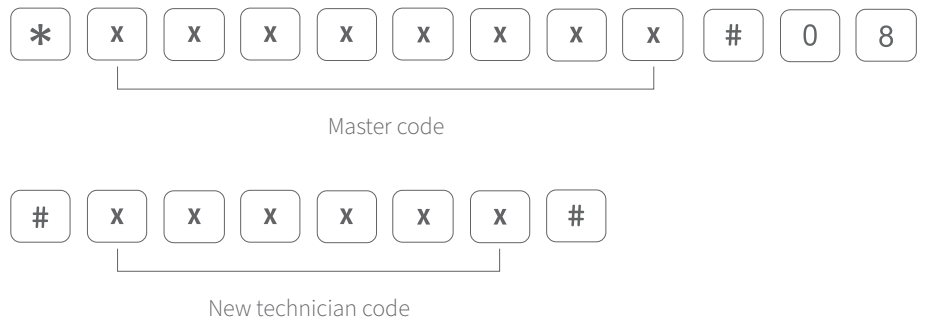 * x x x x x x x x # 0 8
Master code
# x x x x x x #
New technician code